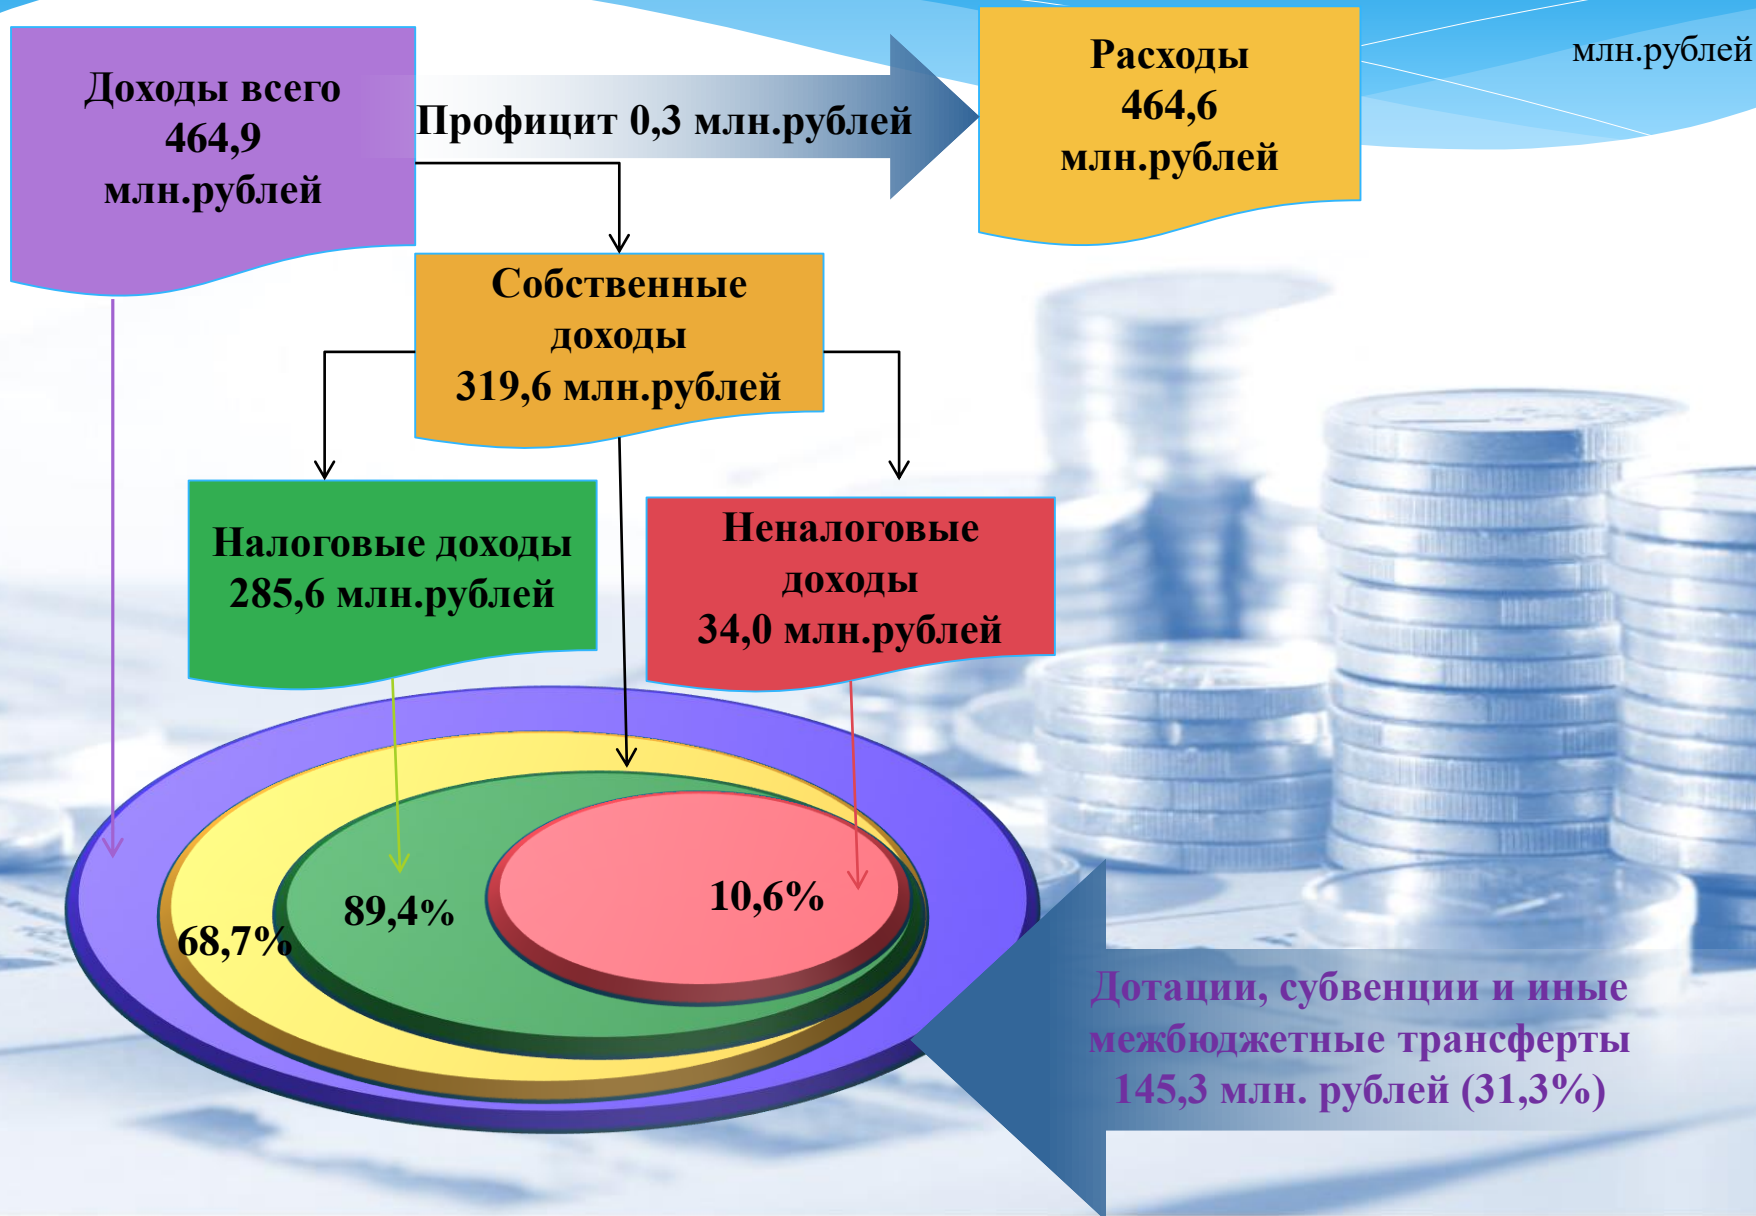 Доходы всего
464,9
млн.рублей
Профицит 0,3 млн.рублей
Расходы
464,6
млн.рублей
млн.рублей
Собственные
доходы
319,6 млн.рублей
Налоговые доходы
285,6 млн.рублей
Неналоговые
доходы
34,0 млн.рублей
68,7%
89,4%
10,6%
Дотации, субвенции и иные
межбюджетные трансферты
145,3 млн. рублей (31,3%)